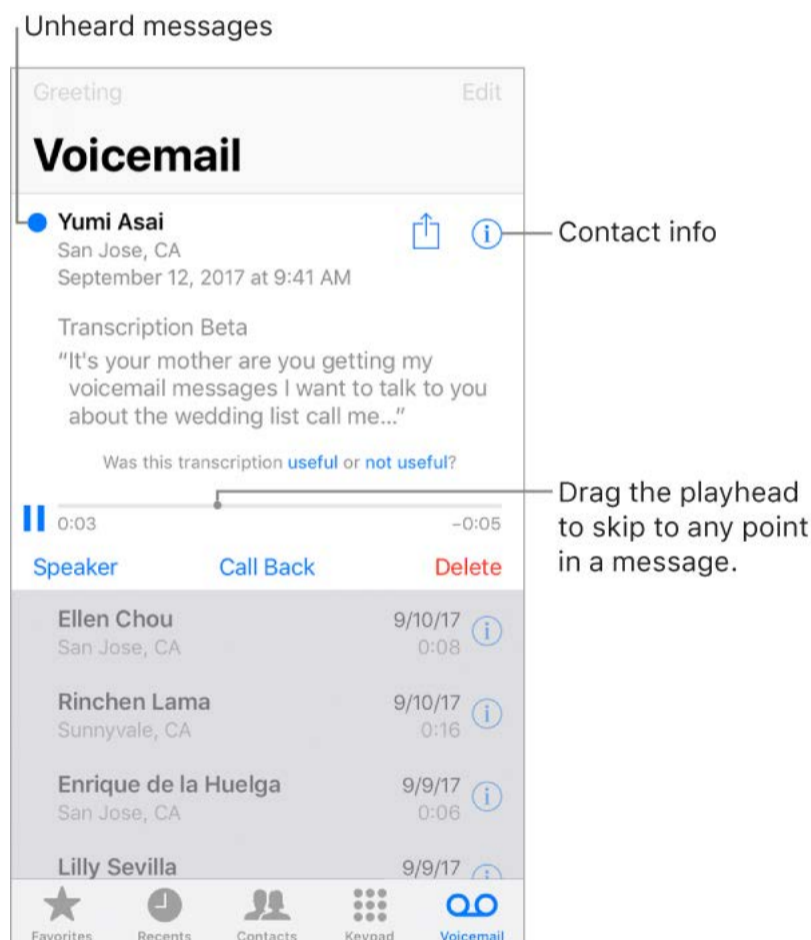 Unheard messages
Greeting
Edit
Voicemail
Yumi Asai
San Jose, CA
September 12, 2017 at 9:41 AM
Contact info
Transcription Beta
“It's your mother are you getting my
voicemail messages I want to talk to you
about the wedding list call me...”
Was this transcription useful or not useful?
0:03
−0:05
Drag the playhead
to skip to any point
in a message.
Speaker
Call Back
Delete
Ellen Chou
9/10/17
San Jose, CA
0:08
Rinchen Lama
9/10/17
Sunnyvale, CA
0:16
Enrique de la Huelga
9/9/17
San Jose, CA
0:06
Lilly Sevilla
9/9/17
Favorites
Recents
Contacts
Keypad
Voicemail